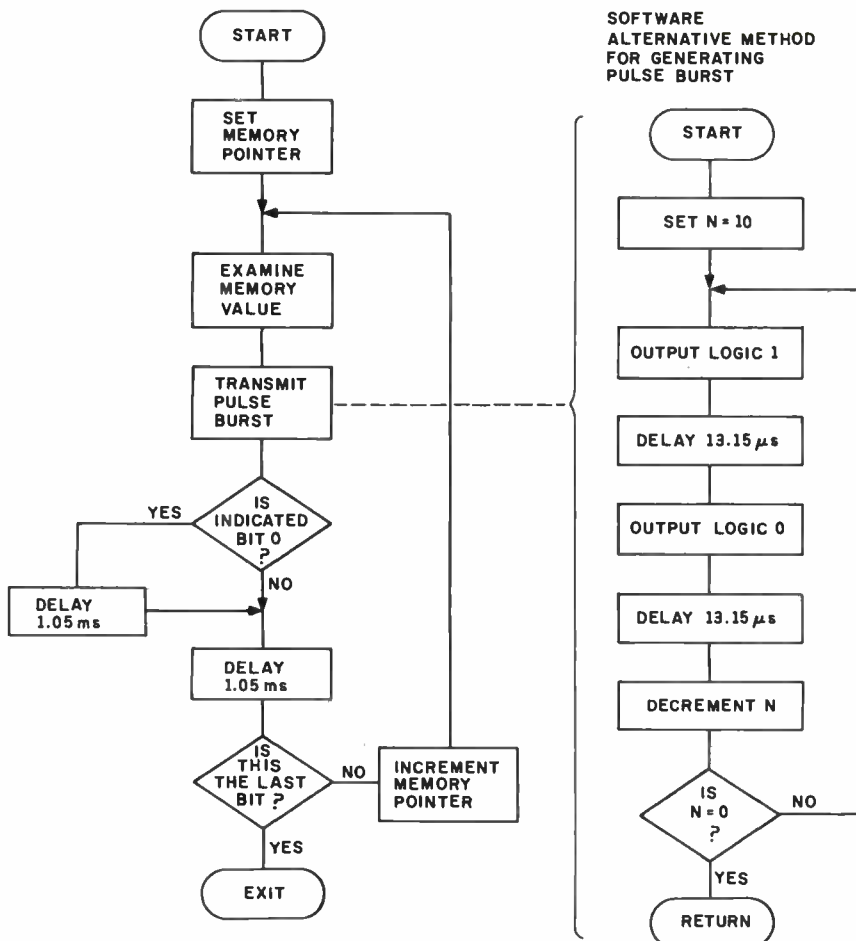 START
SET
MEMORY
POINTER
EXAMINE
MEMORY
VALUE
TRANSMIT
PULSE
BURST
IS
INDICATED
BIT 0
?
YES
NO
DELAY
1.05 ms
DELAY
1.05 ms
IS
THIS
THE LAST
BIT ?
NO
INCREMENT
MEMORY
POINTER
YES
EXIT
SOFTWARE
ALTERNATIVE METHOD
FOR GENERATING
PULSE BURST
START
SET N = 10
OUTPUT LOGIC 1
DELAY 13.15 μs
OUTPUT LOGIC 0
DELAY 13.15 μs
DECREMENT N
IS
N = 0
?
NO
YES
RETURN